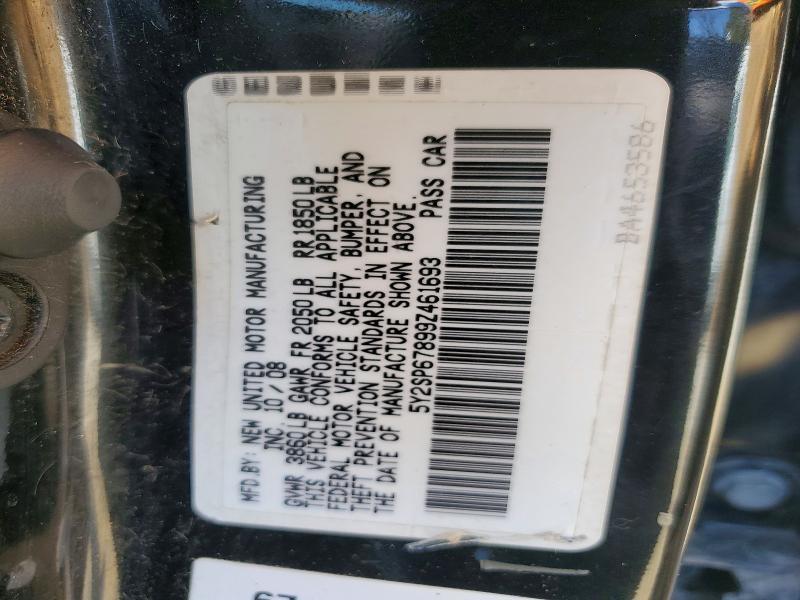 MFD.BY: NEW UNITED MOTOR MANUFACTURING
INC. 10/08
GVWR 3860LB GAWR FR 2050LB RR 1850LB
THIS VEHICLE CONFORMS TO ALL APPLICABLE
FEDERAL MOTOR VEHICLE SAFETY, BUMPER, AND
THEFT PREVENTION STANDARDS IN EFFECT ON
THE DATE OF MANUFACTURE SHOWN ABOVE.
5Y2SP67899Z461693 PASS CAR
DA4653586